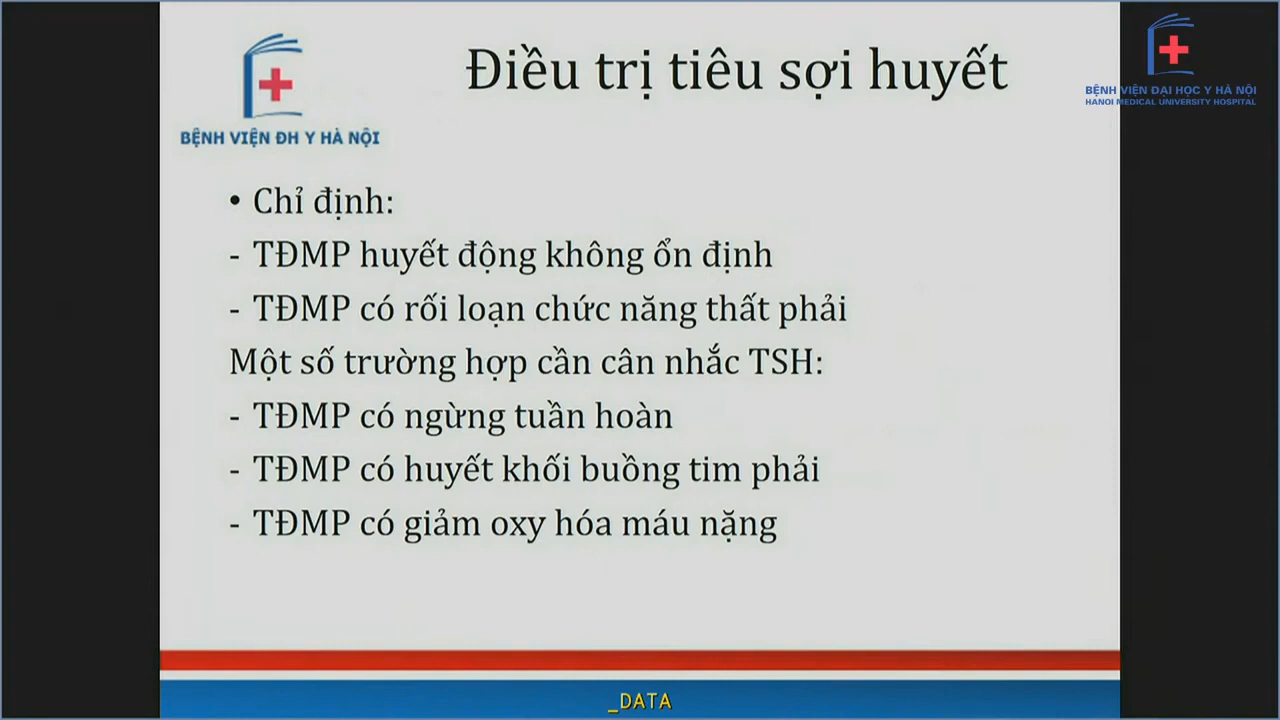 Điều trị tiêu sợi huyết
BỆNH VIỆN ĐH Y HÀ NỘI
BỆNH VIỆN ĐẠI HỌC Y HÀ NỘI
HANOI MEDICAL UNIVERSITY HOSPITAL
• Chỉ định:
- TĐMP huyết động không ổn định
- TĐMP có rối loạn chức năng thất phải
Một số trường hợp cần cân nhắc TSH:
- TĐMP có ngừng tuần hoàn
- TĐMP có huyết khối buồng tim phải
- TĐMP có giảm oxy hóa máu nặng
_DATA